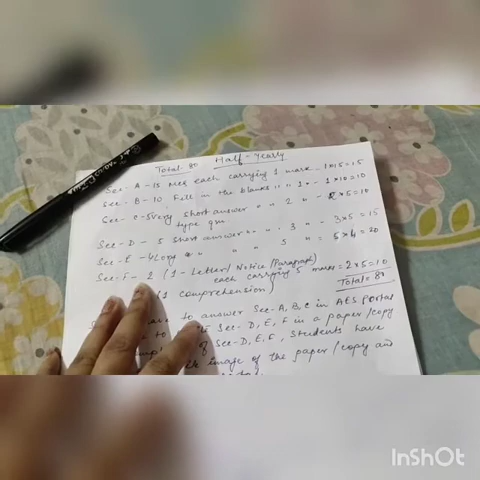 Total 80 Half-Yearly
Sec-A-15 MCQ each carrying 1 mark - 1×15=15
Sec-B-10 Fill in the blanks " " 1 " - 1×10=10
Sec-C-5 Very short answer " " 2 " - 2×5=10
type qsn
Sec-D-5 Short answer " " 3 " 3×5=15
Sec-E-4 Long " " " 5 " = 5×4=20
Sec-F-2 (1-Letter/Notice/Paragraph)
each carrying 5 marks=2×5=10
(1 comprehension)
Total=80
to answer Sec-A,B,C in AES Portal
to Sec-D,E,F in a paper/copy
of Sec-D,E,F, Students have
image of the paper/copy and
InShOt